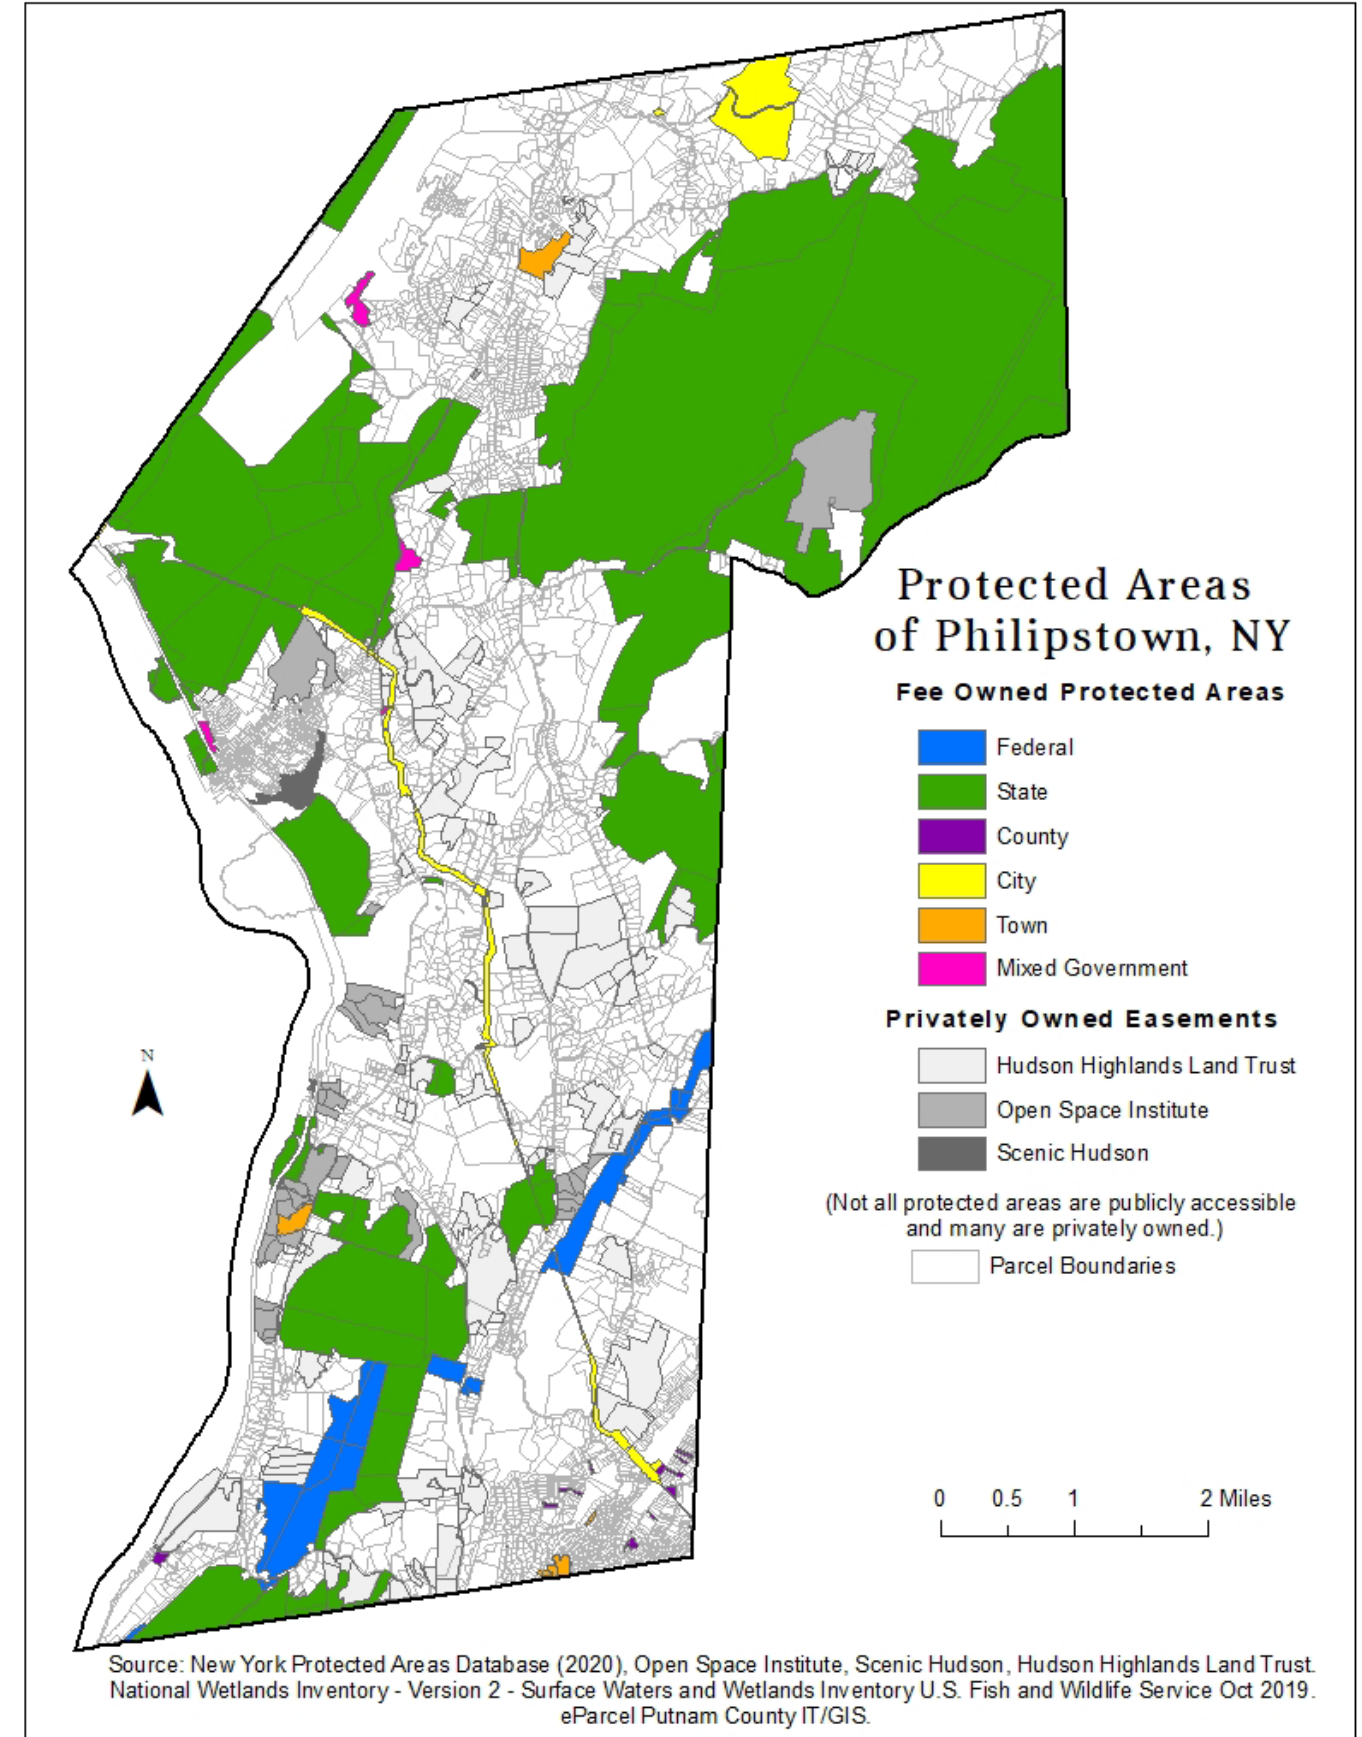 Protected Areas
of Philipstown, NY
Fee Owned Protected Areas
Federal
State
County
City
Town
Mixed Government
Privately Owned Easements
Hudson Highlands Land Trust
Open Space Institute
Scenic Hudson
(Not all protected areas are publicly accessible
and many are privately owned.)
Parcel Boundaries
N
0 0.5 1 2 Miles
Source: New York Protected Areas Database (2020), Open Space Institute, Scenic Hudson, Hudson Highlands Land Trust.
National Wetlands Inventory - Version 2 - Surface Waters and Wetlands Inventory U.S. Fish and Wildlife Service Oct 2019.
eParcel Putnam County IT/GIS.